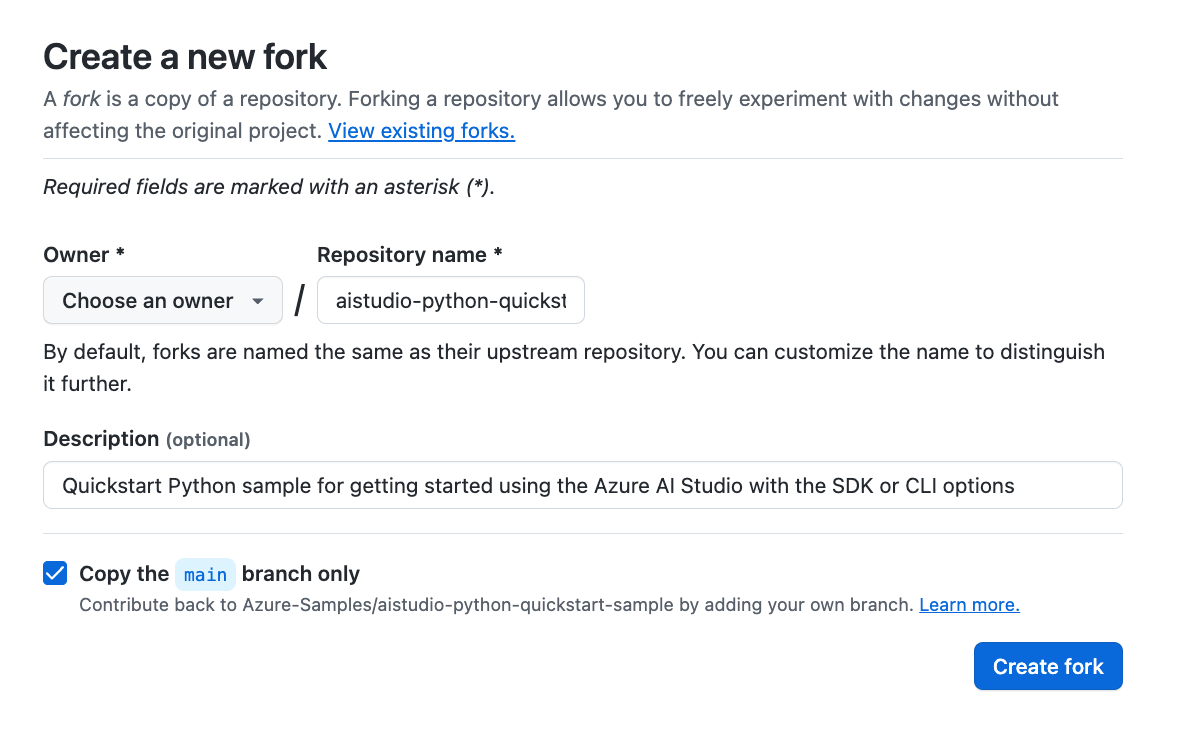 Create a new fork
A fork is a copy of a repository. Forking a repository allows you to freely experiment with changes without
affecting the original project. View existing forks.
Required fields are marked with an asterisk (*).
Owner *
Repository name *
Choose an owner
/
aistudio-python-quickst
By default, forks are named the same as their upstream repository. You can customize the name to distinguish
it further.
Description (optional)
Quickstart Python sample for getting started using the Azure AI Studio with the SDK or CLI options
Copy the main branch only
Contribute back to Azure-Samples/aistudio-python-quickstart-sample by adding your own branch. Learn more.
Create fork